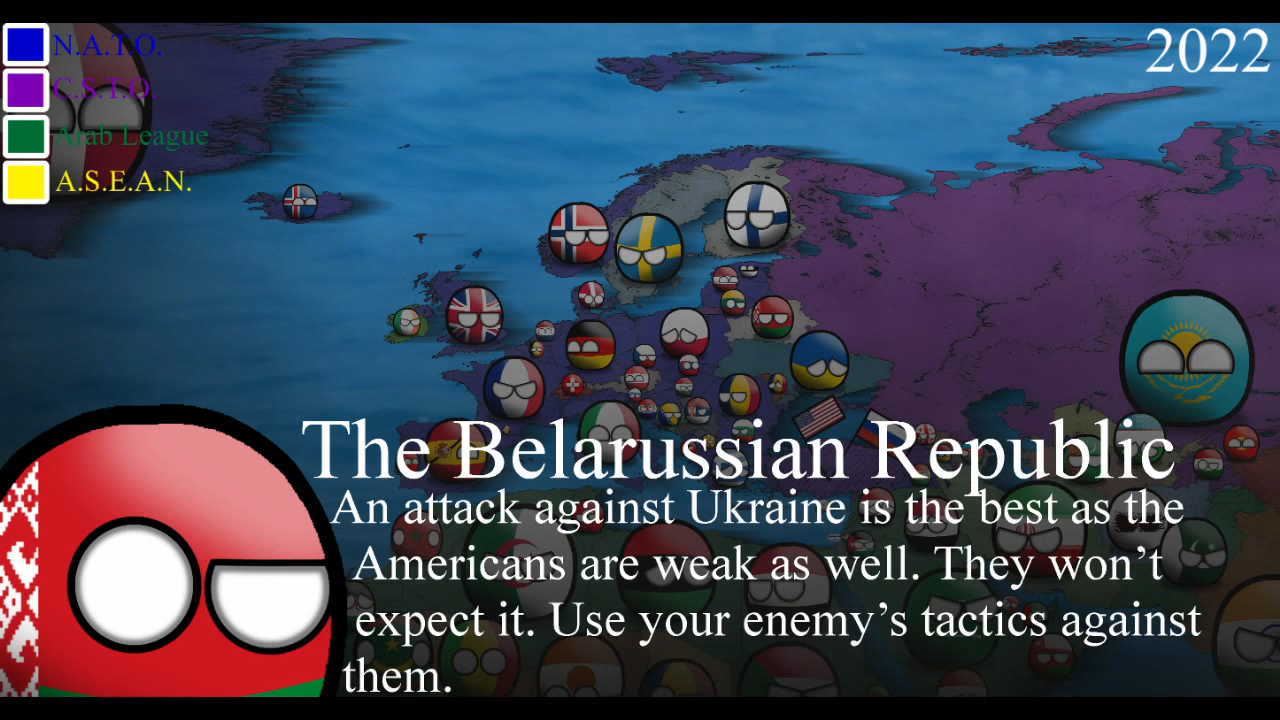 N.A.T.O.
C.S.T.O.
Arab League
A.S.E.A.N.
2022
The Belarussian Republic
An attack against Ukraine is the best as the
Americans are weak as well. They won’t
expect it. Use your enemy’s tactics against
them.